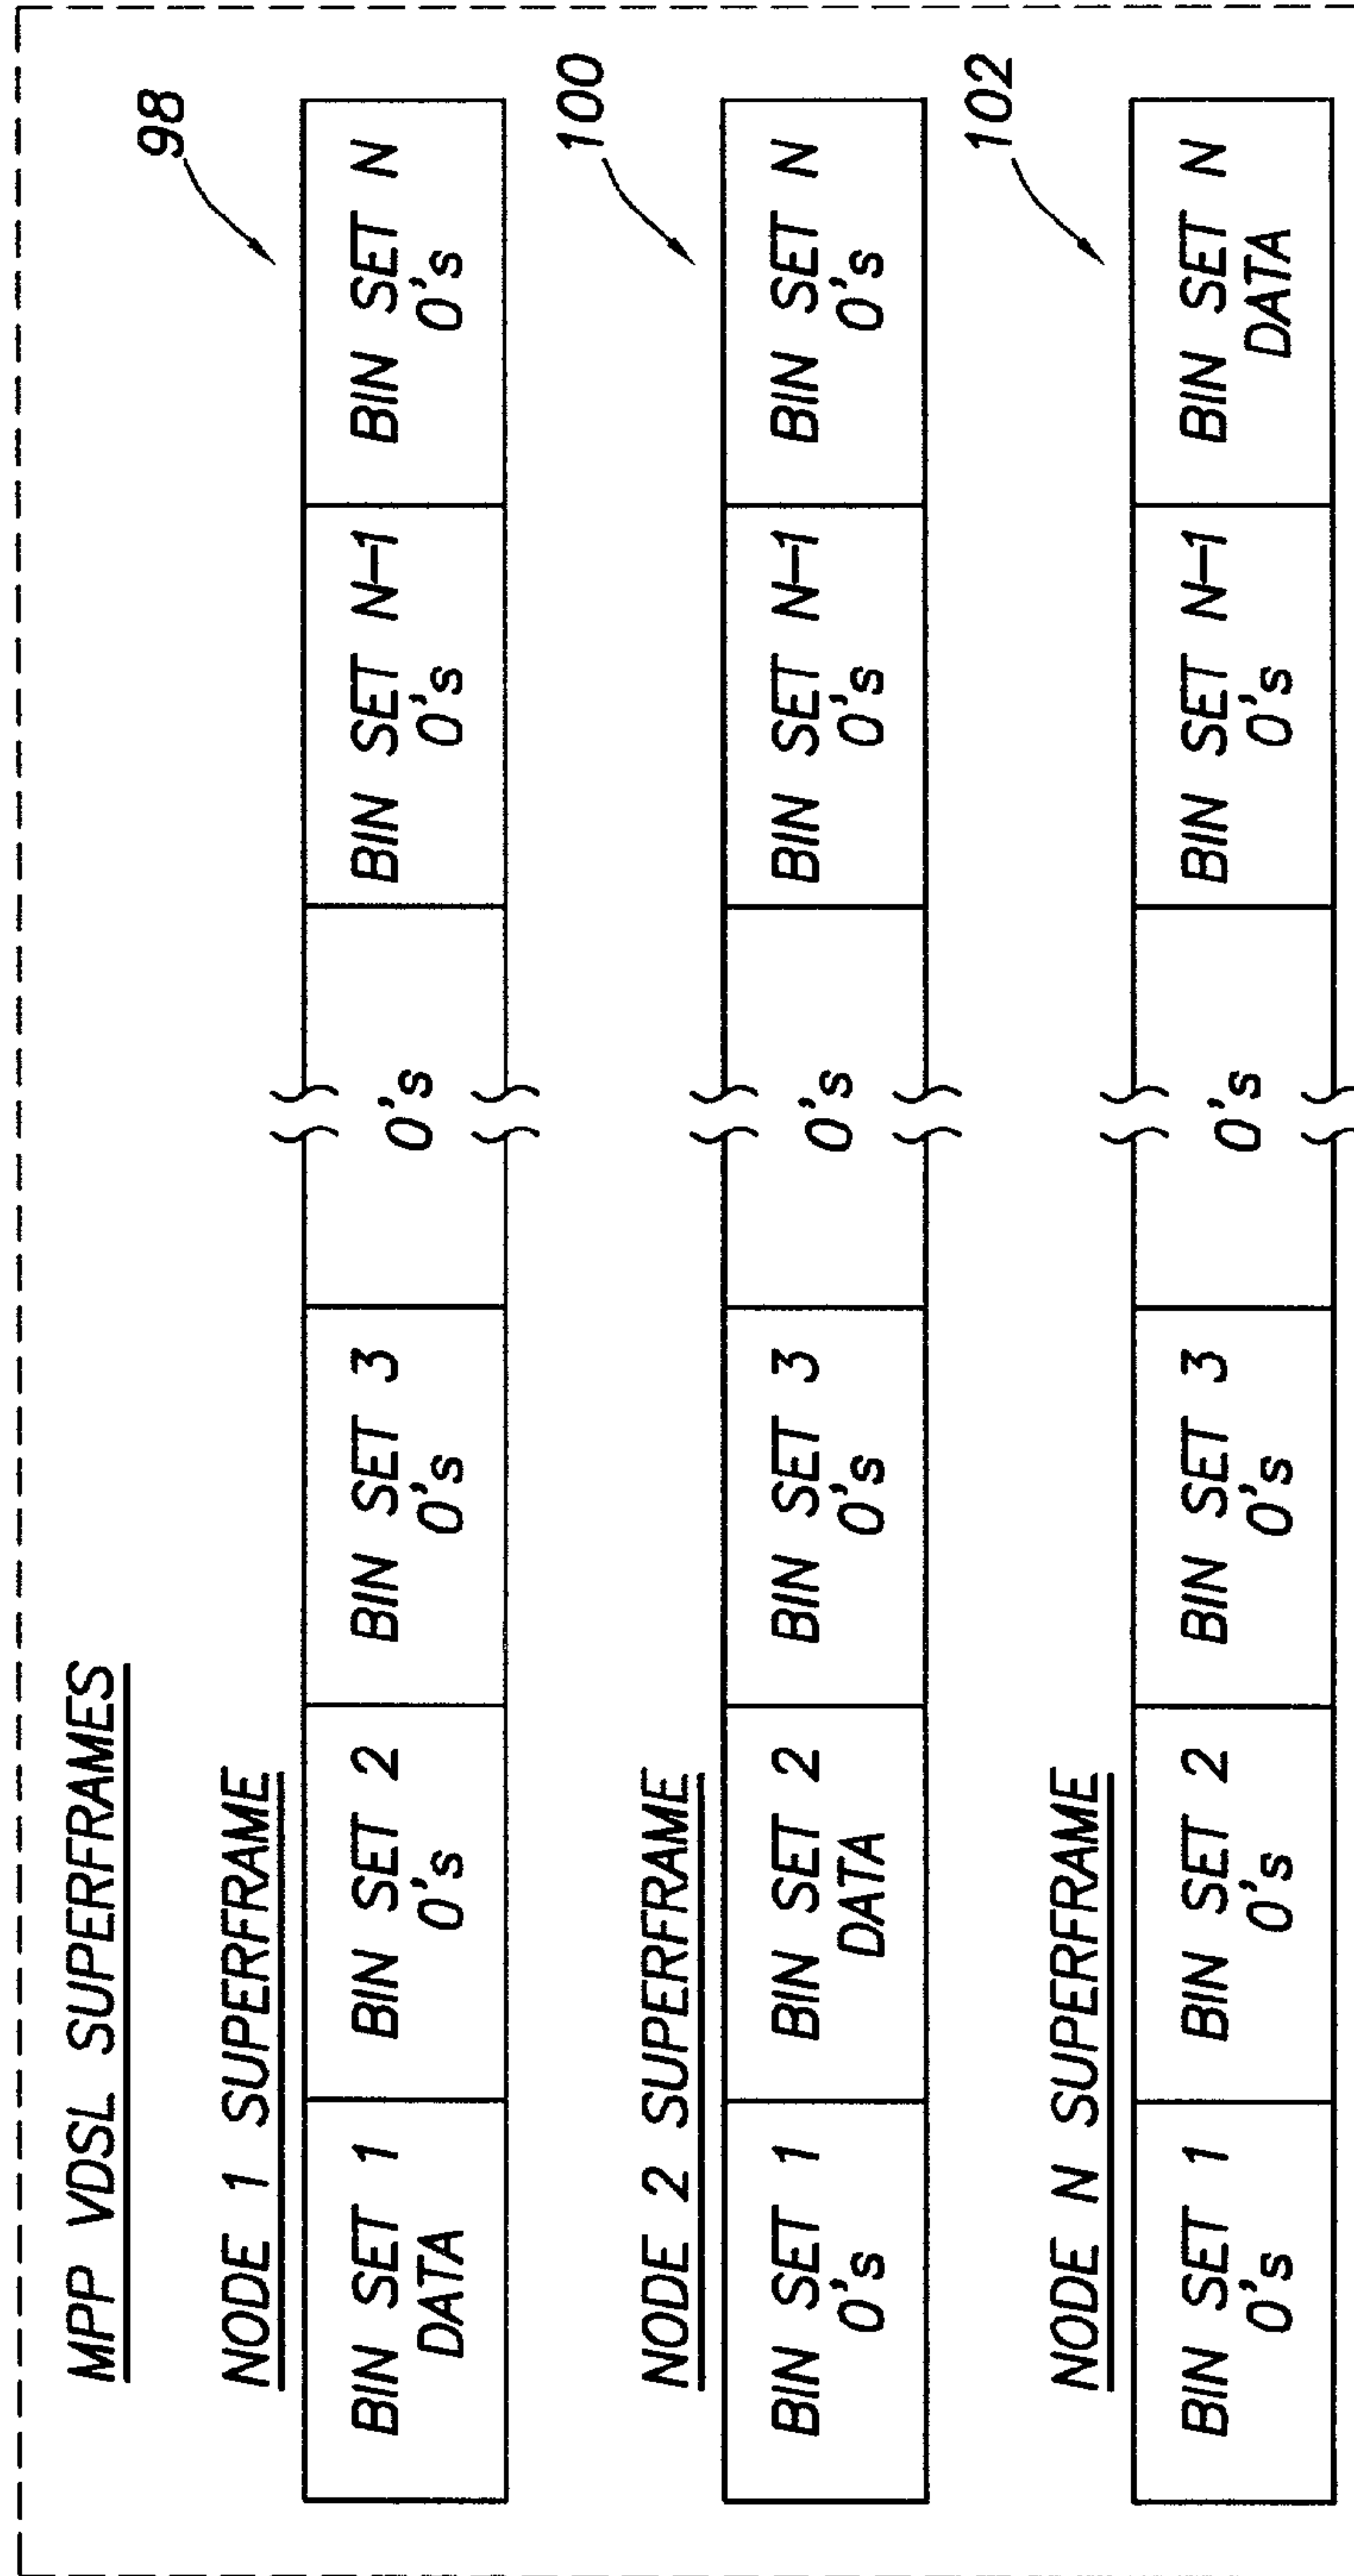 MPP VDSL SUPERFRAMES
NODE 1 SUPERFRAME
98
BIN SET 1
DATA
BIN SET 2
0's
BIN SET 3
0's
0's
BIN SET N-1
0's
BIN SET N
0's
NODE 2 SUPERFRAME
100
BIN SET 1
0's
BIN SET 2
DATA
BIN SET 3
0's
0's
BIN SET N-1
0's
BIN SET N
0's
NODE N SUPERFRAME
102
BIN SET 1
0's
BIN SET 2
0's
BIN SET 3
0's
0's
BIN SET N-1
0's
BIN SET N
DATA